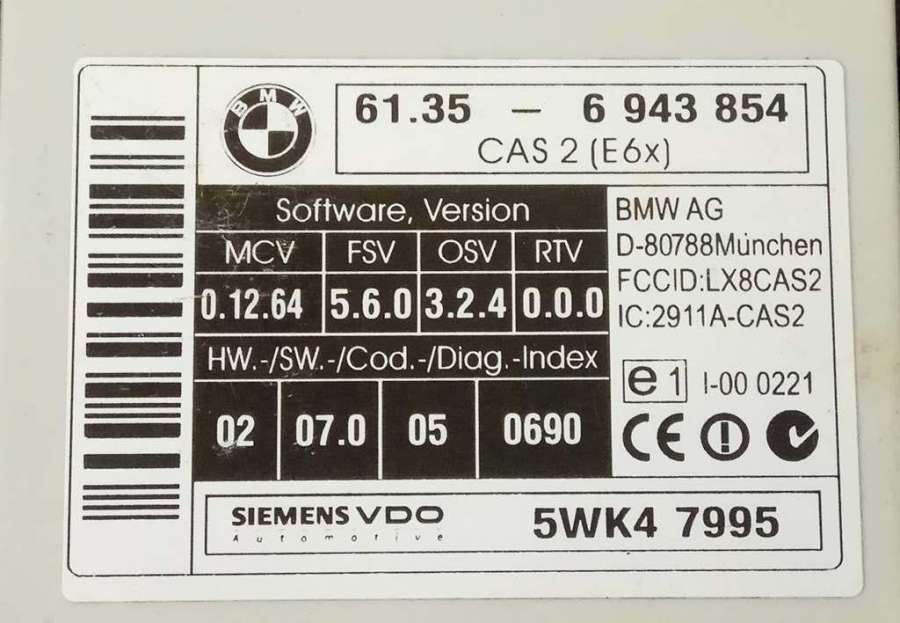 BMW
61.35 – 6 943 854
CAS 2 (E6x)
Software, Version
MCV FSV OSV RTV
0.12.64 5.6.0 3.2.4 0.0.0
HW.-/SW.-/Cod.-/Diag.-Index
02 07.0 05 0690
BMW AG
D-80788München
FCCID:LX8CAS2
IC:2911A-CAS2
e1 I-00 0221
CE
SIEMENS VDO
Automotive
5WK4 7995